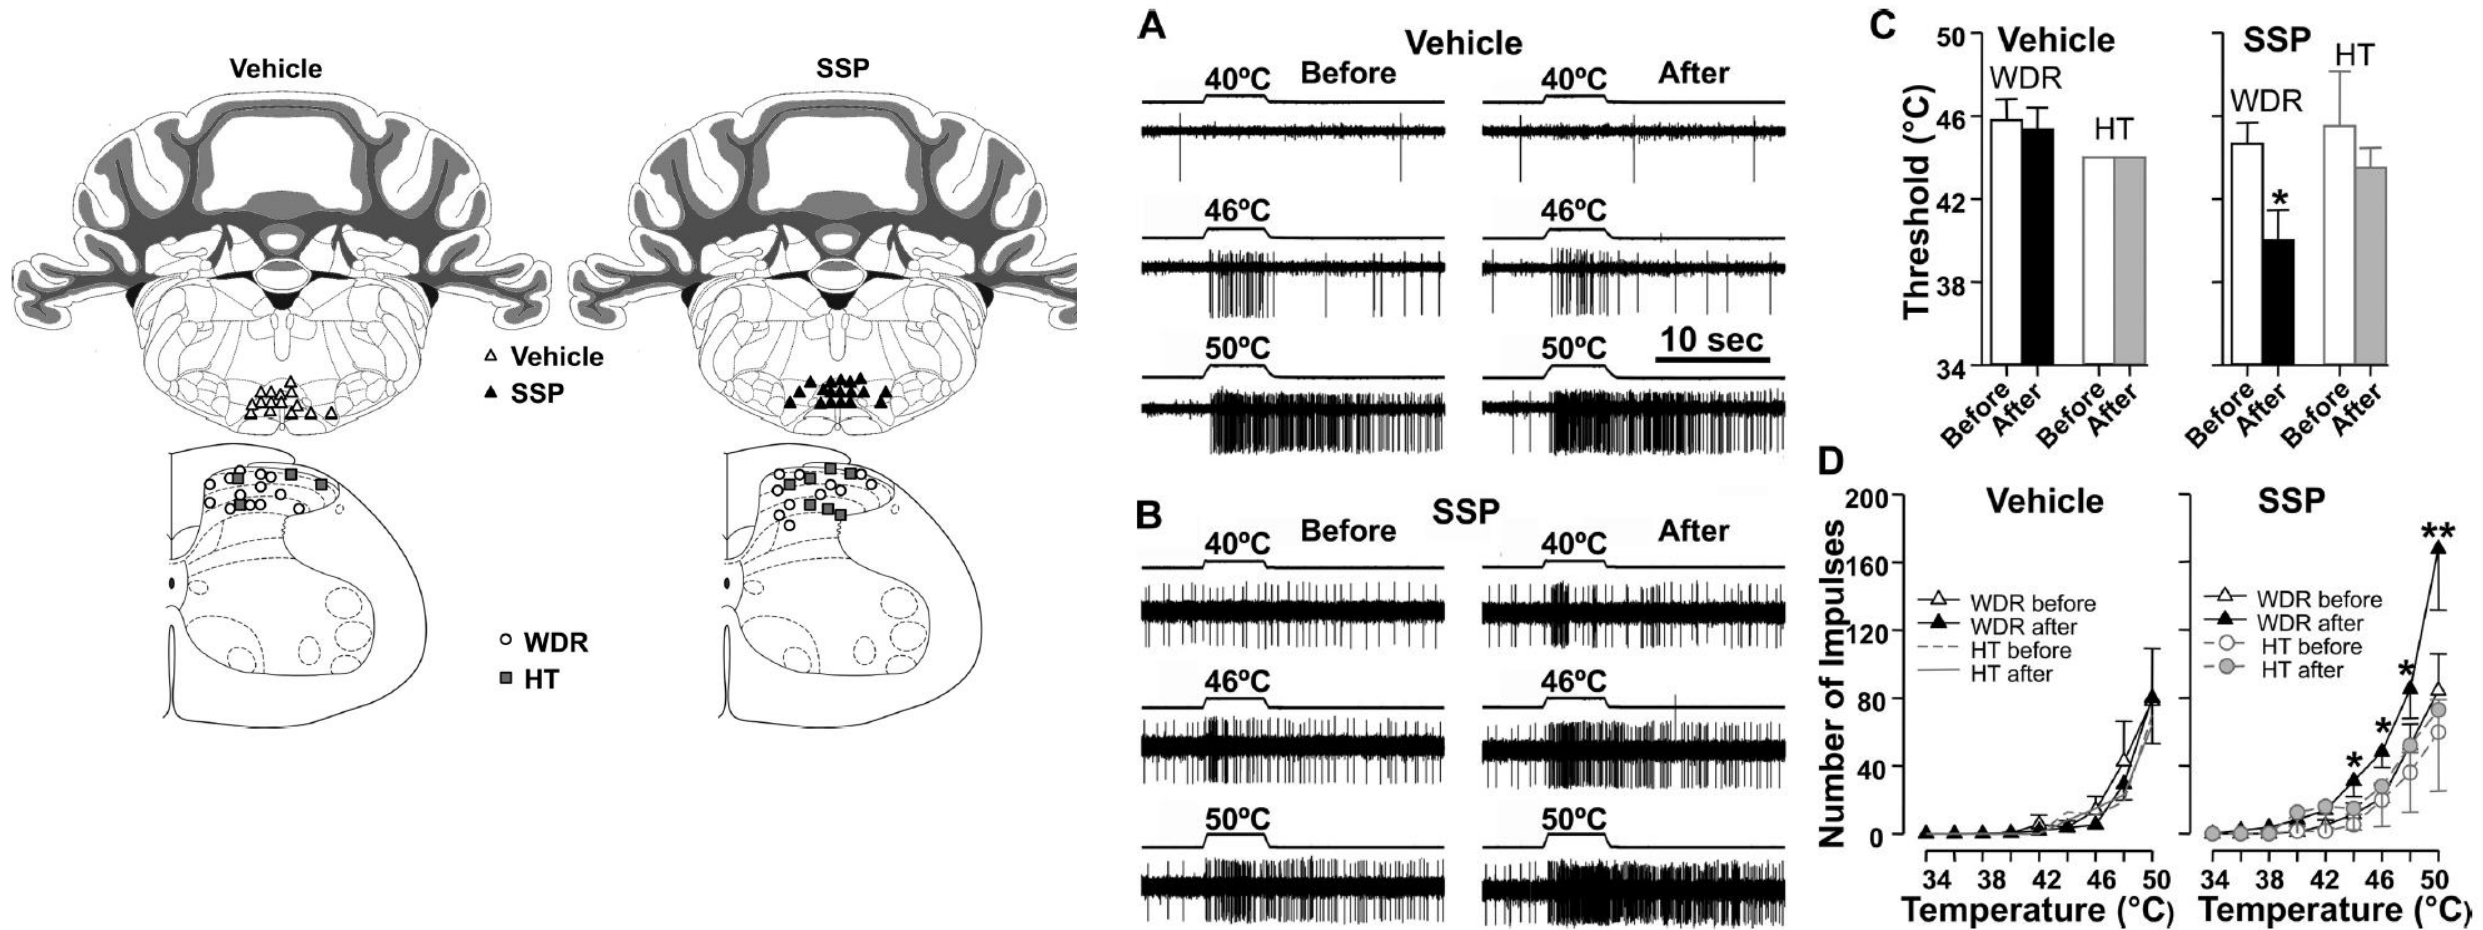 Vehicle
SSP
Vehicle
SSP
WDR
HT
A
Vehicle
40ºC
Before
40ºC
After
46ºC
46ºC
50ºC
50ºC
10 sec
B
SSP
40ºC
Before
40ºC
After
46ºC
46ºC
50ºC
50ºC
C
Threshold (°C)
50
46
42
38
34
Vehicle
WDR
HT
Before
After
Before
After
SSP
WDR
HT
*
Before
After
Before
After
D
Number of Impulses
200
160
120
80
40
0
Vehicle
WDR before
WDR after
HT before
HT after
34 38 42 46 50
Temperature (°C)
SSP
WDR before
WDR after
HT before
HT after
*
*
*
**
34 38 42 46 50
Temperature (°C)